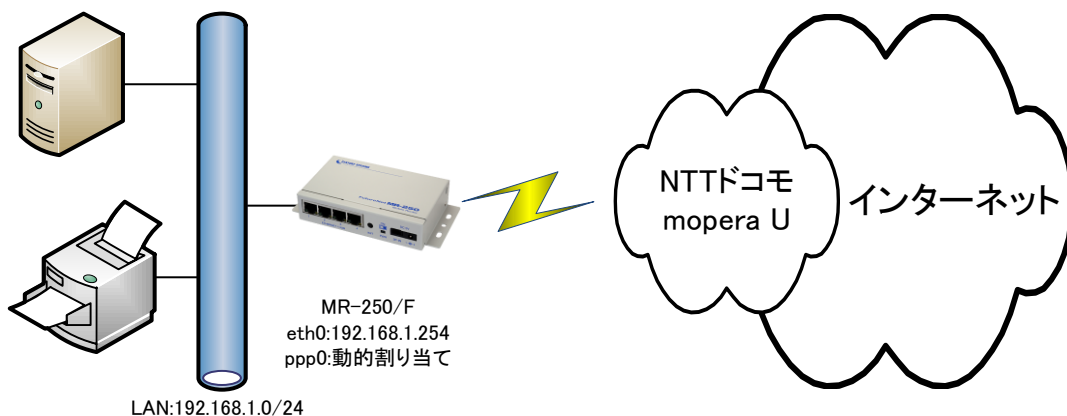 NTTドコモ
mopera U
インターネット
MR-250/F
eth0:192.168.1.254
ppp0:動的割り当て
LAN:192.168.1.0/24